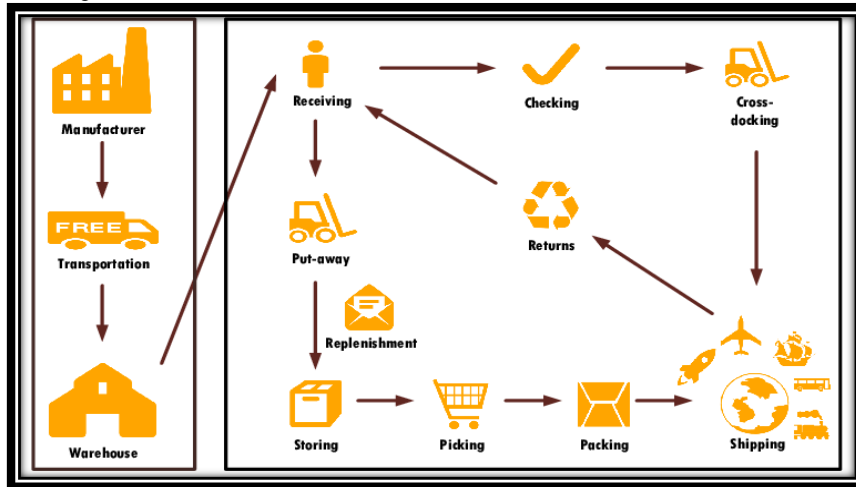 Manufacturer
FREE
Transportation
Warehouse
Receiving
Checking
Cross-
docking
Put-away
Returns
Replenishment
Storing
Picking
Packing
Shipping